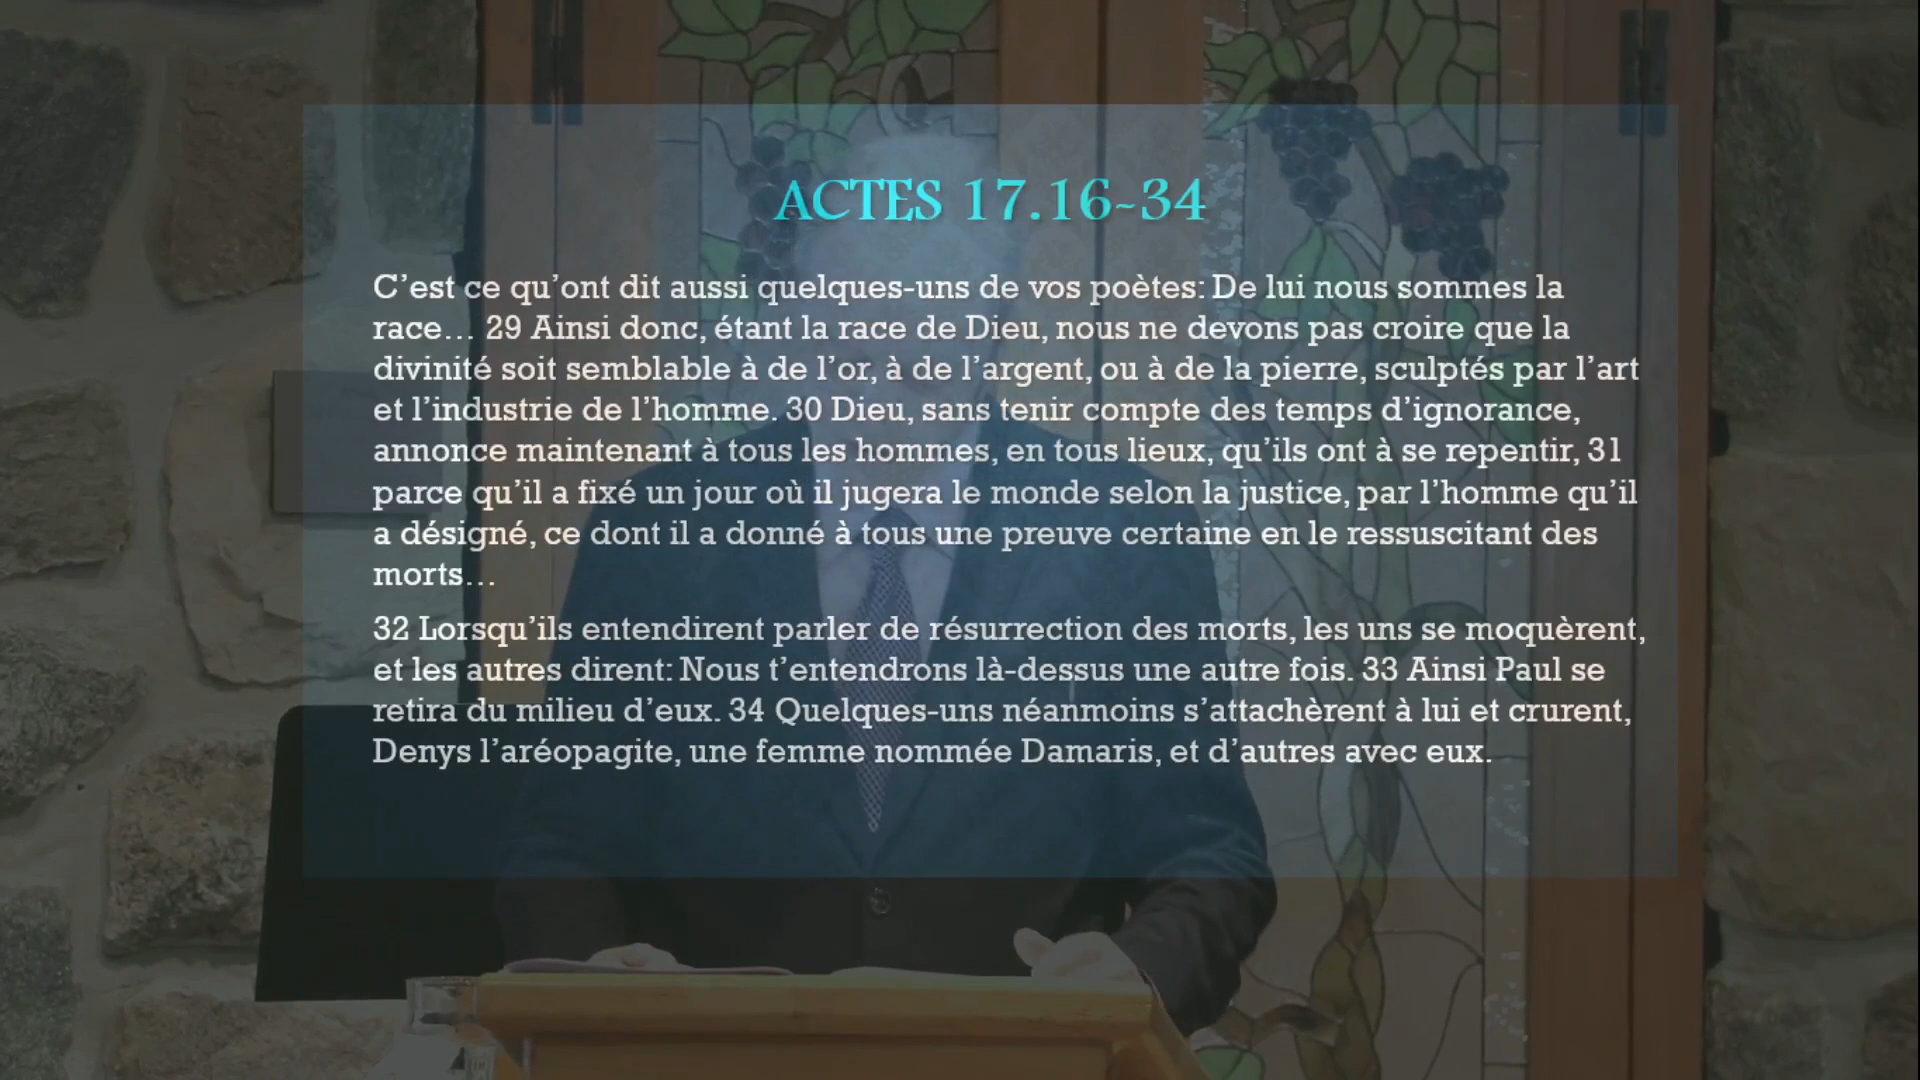 ACTES 17.16-34
C’est ce qu’ont dit aussi quelques-uns de vos poètes: De lui nous sommes la
race… 29 Ainsi donc, étant la race de Dieu, nous ne devons pas croire que la
divinité soit semblable à de l’or, à de l’argent, ou à de la pierre, sculptés par l’art
et l’industrie de l’homme. 30 Dieu, sans tenir compte des temps d’ignorance,
annonce maintenant à tous les hommes, en tous lieux, qu’ils ont à se repentir, 31
parce qu’il a fixé un jour où il jugera le monde selon la justice, par l’homme qu’il
a désigné, ce dont il a donné à tous une preuve certaine en le ressuscitant des
morts…
32 Lorsqu’ils entendirent parler de résurrection des morts, les uns se moquèrent,
et les autres dirent: Nous t’entendrons là-dessus une autre fois. 33 Ainsi Paul se
retira du milieu d’eux. 34 Quelques-uns néanmoins s’attachèrent à lui et crurent,
Denys l’aréopagite, une femme nommée Damaris, et d’autres avec eux.